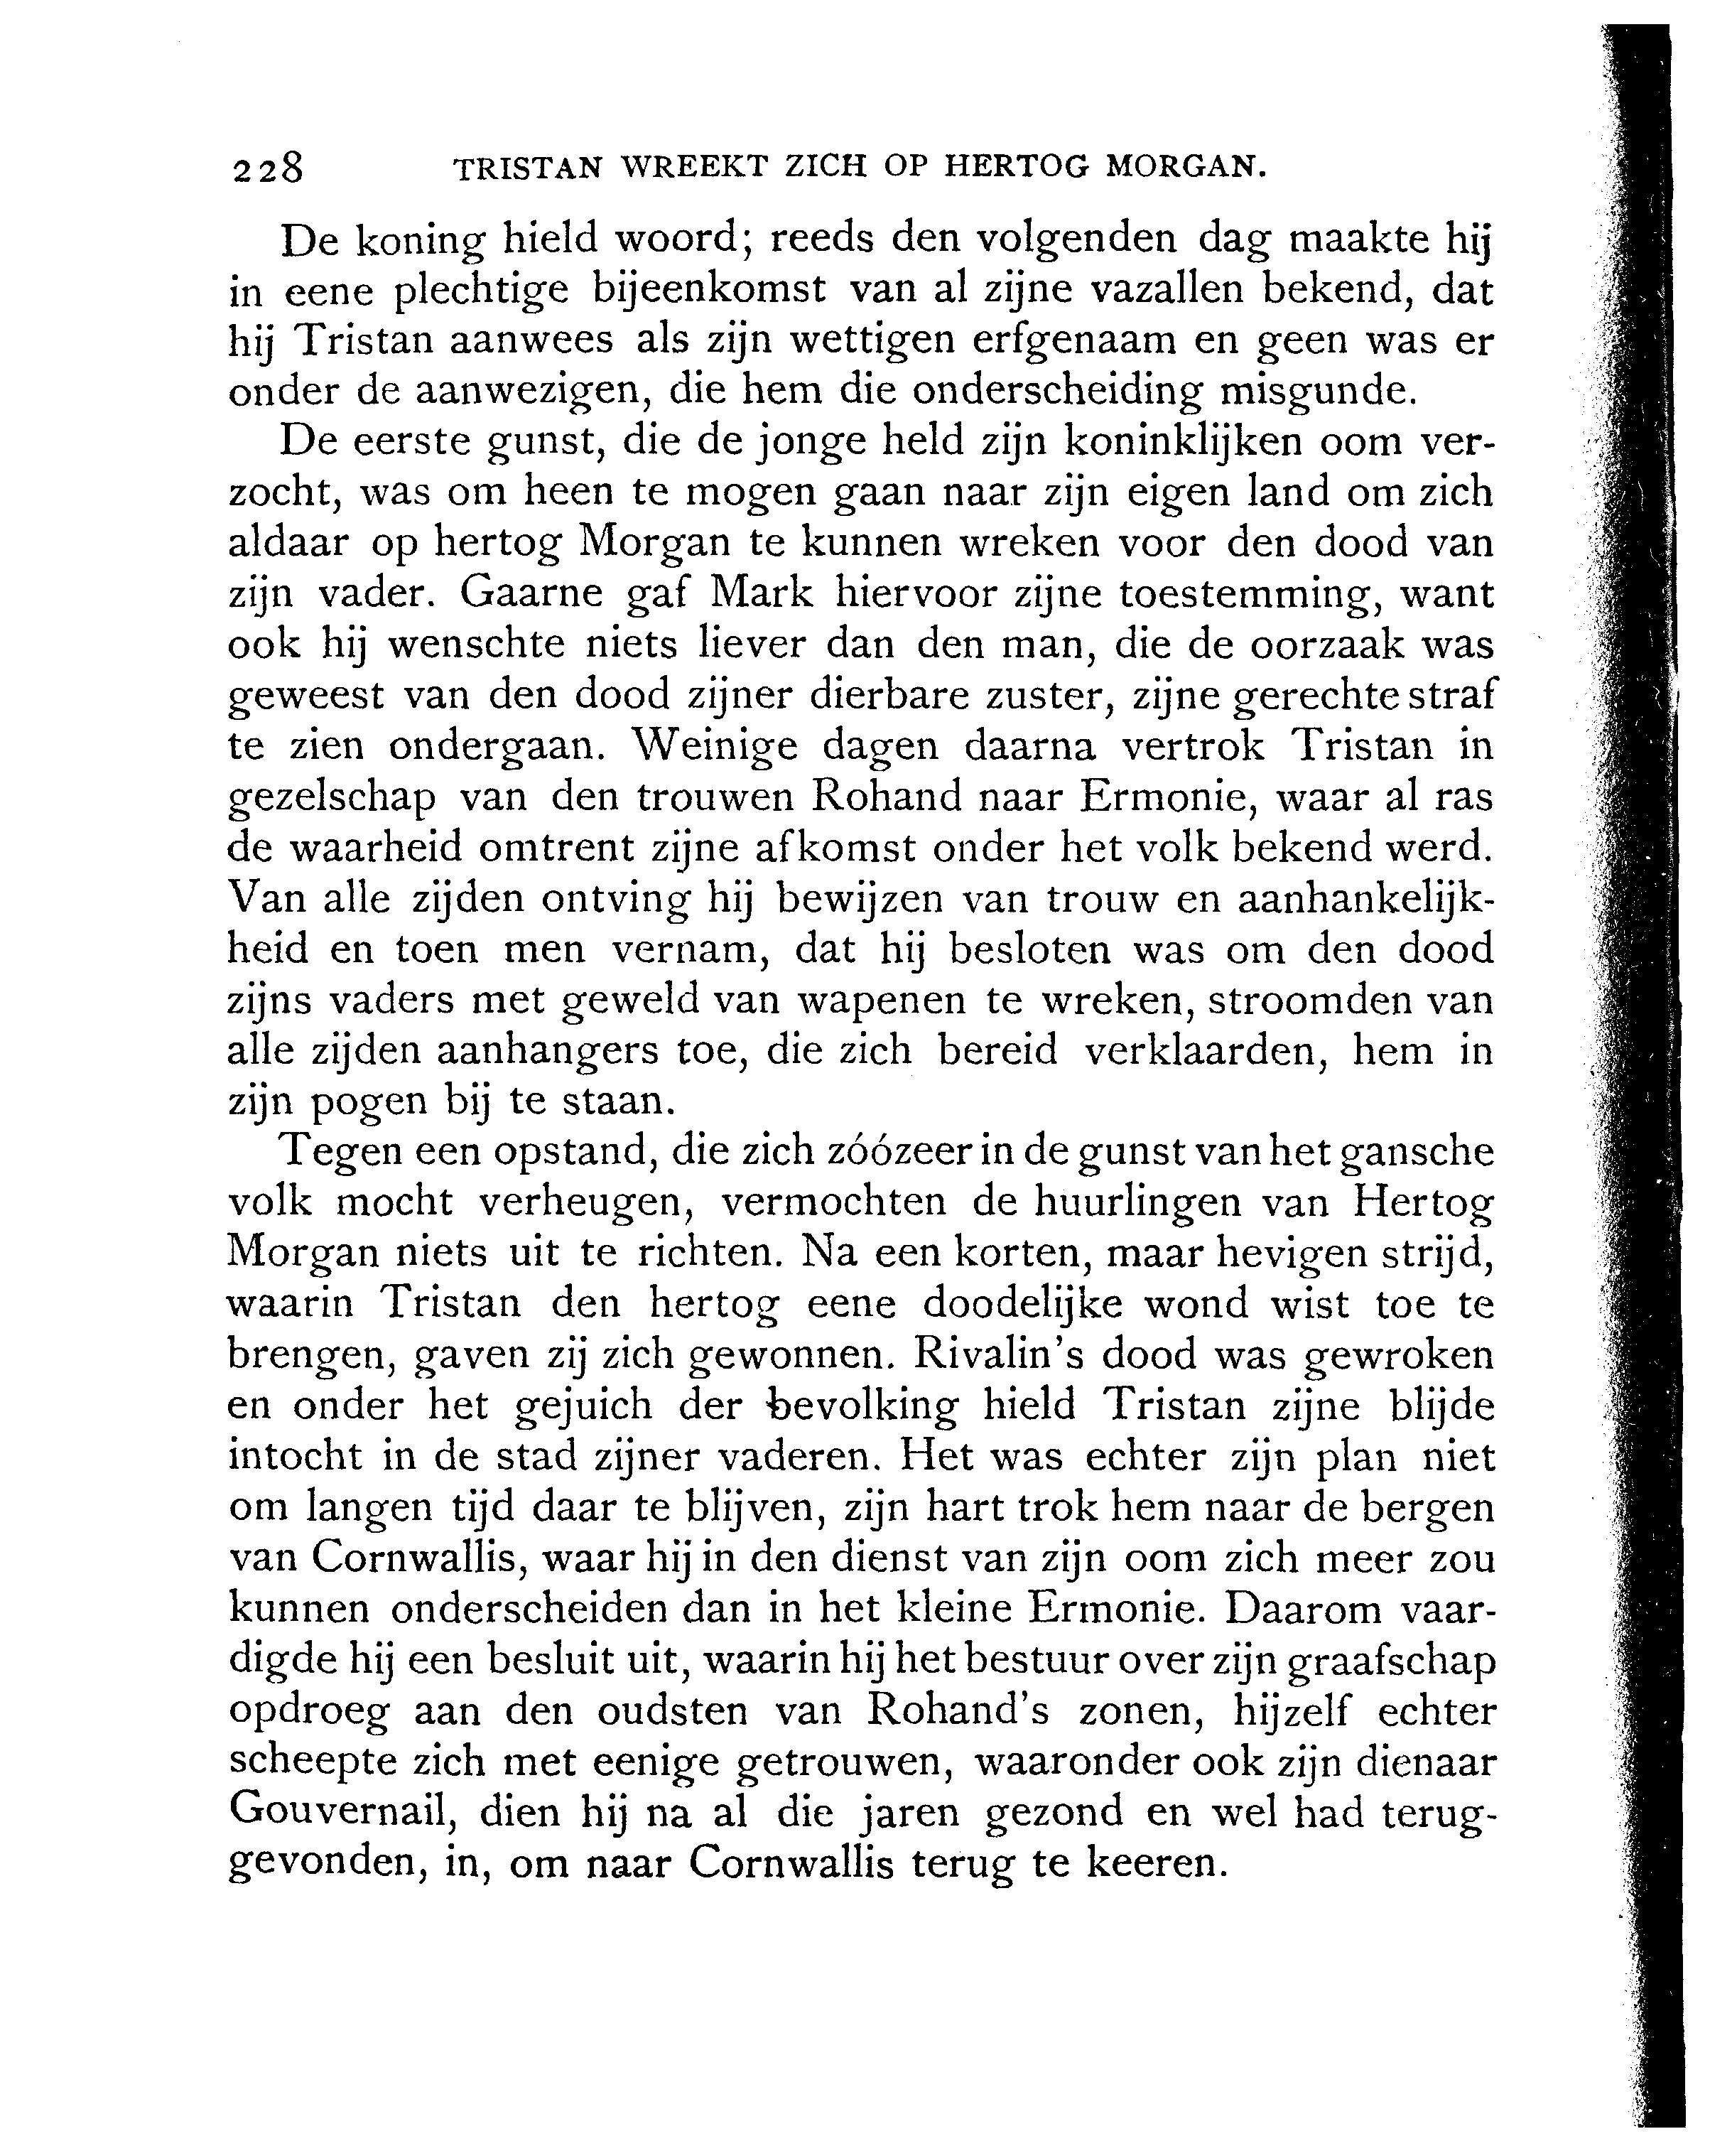 228 TRISTAN WREEKT ZICH OP HERTOG MORGAN.
De koning hield woord; reeds den volgenden dag maakte hij
in eene plechtige bijeenkomst van al zijne vazallen bekend, dat
hij Tristan aanwees als zijn wettigen erfgenaam en geen was er
onder de aanwezigen, die hem die onderscheiding misgunde.
De eerste gunst, die de jonge held zijn koninklijken oom ver-
zocht, was om heen te mogen gaan naar zijn eigen land om zich
aldaar op hertog Morgan te kunnen wreken voor den dood van
zijn vader. Gaarne gaf Mark hiervoor zijne toestemming, want
ook hij wenschte niets liever dan den man, die de oorzaak was
geweest van den dood zijner dierbare zuster, zijne gerechte straf
te zien ondergaan. Weinige dagen daarna vertrok Tristan in
gezelschap van den trouwen Rohand naar Ermonie, waar al ras
de waarheid omtrent zijne afkomst onder het volk bekend werd.
Van alle zijden ontving hij bewijzen van trouw en aanhankelijk-
heid en toen men vernam, dat hij besloten was om den dood
zijns vaders met geweld van wapenen te wreken, stroomden van
alle zijden aanhangers toe, die zich bereid verklaarden, hem in
zijn pogen bij te staan.
Tegen een opstand, die zich zóózeer in de gunst van het gansche
volk mocht verheugen, vermochten de huurlingen van Hertog
Morgan niets uit te richten. Na een korten, maar hevigen strijd,
waarin Tristan den hertog eene doodelijke wond wist toe te
brengen, gaven zij zich gewonnen. Rivalin's dood was gewroken
en onder het gejuich der bevolking hield Tristan zijne blijde
intocht in de stad zijner vaderen. Het was echter zijn plan niet
om langen tijd daar te blijven, zijn hart trok hem naar de bergen
van Cornwallis, waar hij in den dienst van zijn oom zich meer zou
kunnen onderscheiden dan in het kleine Ermonie. Daarom vaar-
digde hij een besluit uit, waarin hij het bestuur over zijn graafschap
opdroeg aan den oudsten van Rohand's zonen, hijzelf echter
scheepte zich met eenige getrouwen, waaronder ook zijn dienaar
Gouvernail, dien hij na al die jaren gezond en wel had terug-
gevonden, in, om naar Cornwallis terug te keeren.